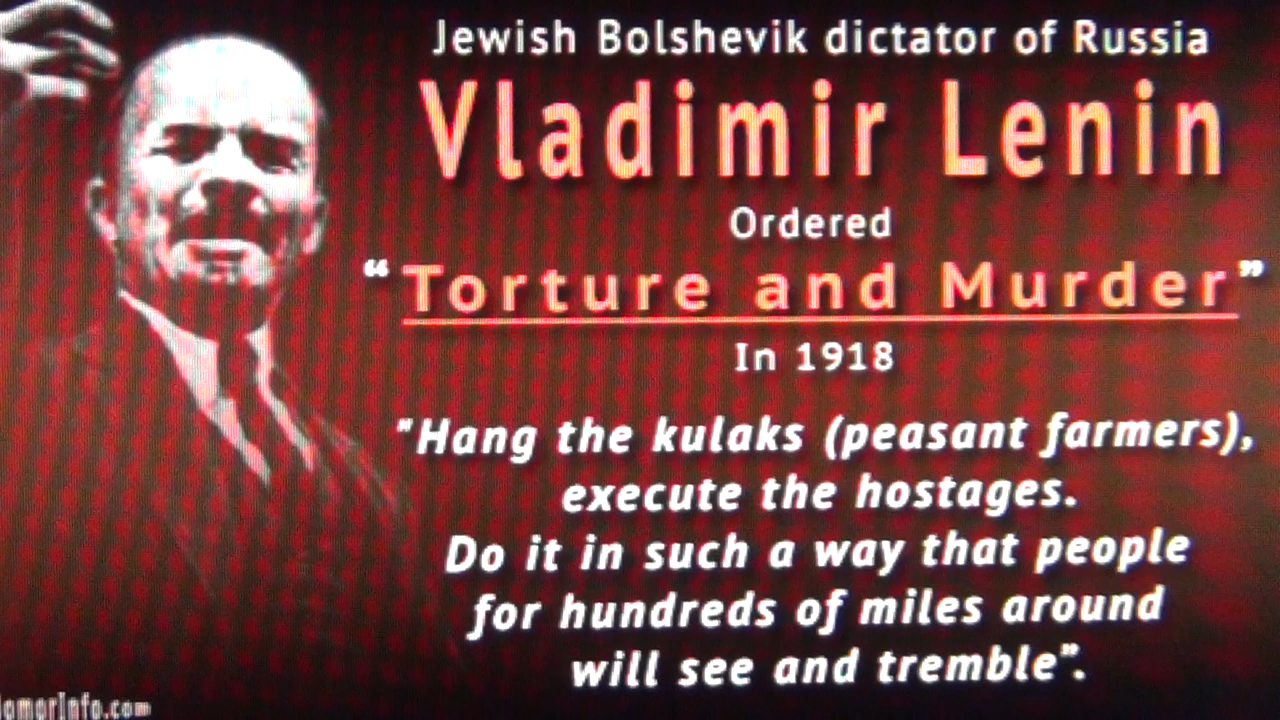 Jewish Bolshevik dictator of Russia
Vladimir Lenin
Ordered
“Torture and Murder”
In 1918
"Hang the kulaks (peasant farmers),
execute the hostages.
Do it in such a way that people
for hundreds of miles around
will see and tremble”.